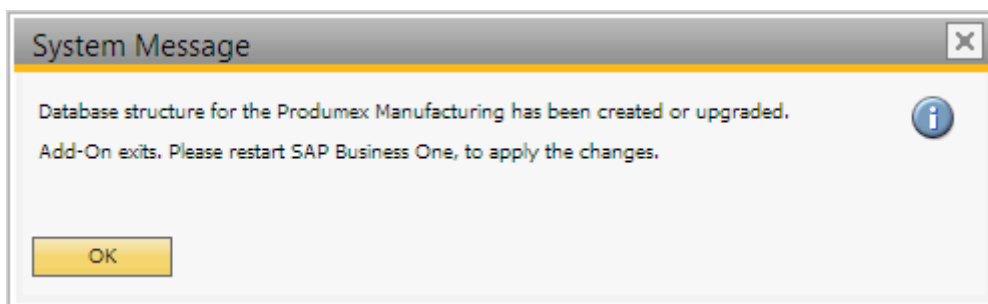 System Message
Database structure for the Produmex Manufacturing has been created or upgraded.
Add-On exits. Please restart SAP Business One, to apply the changes.
OK